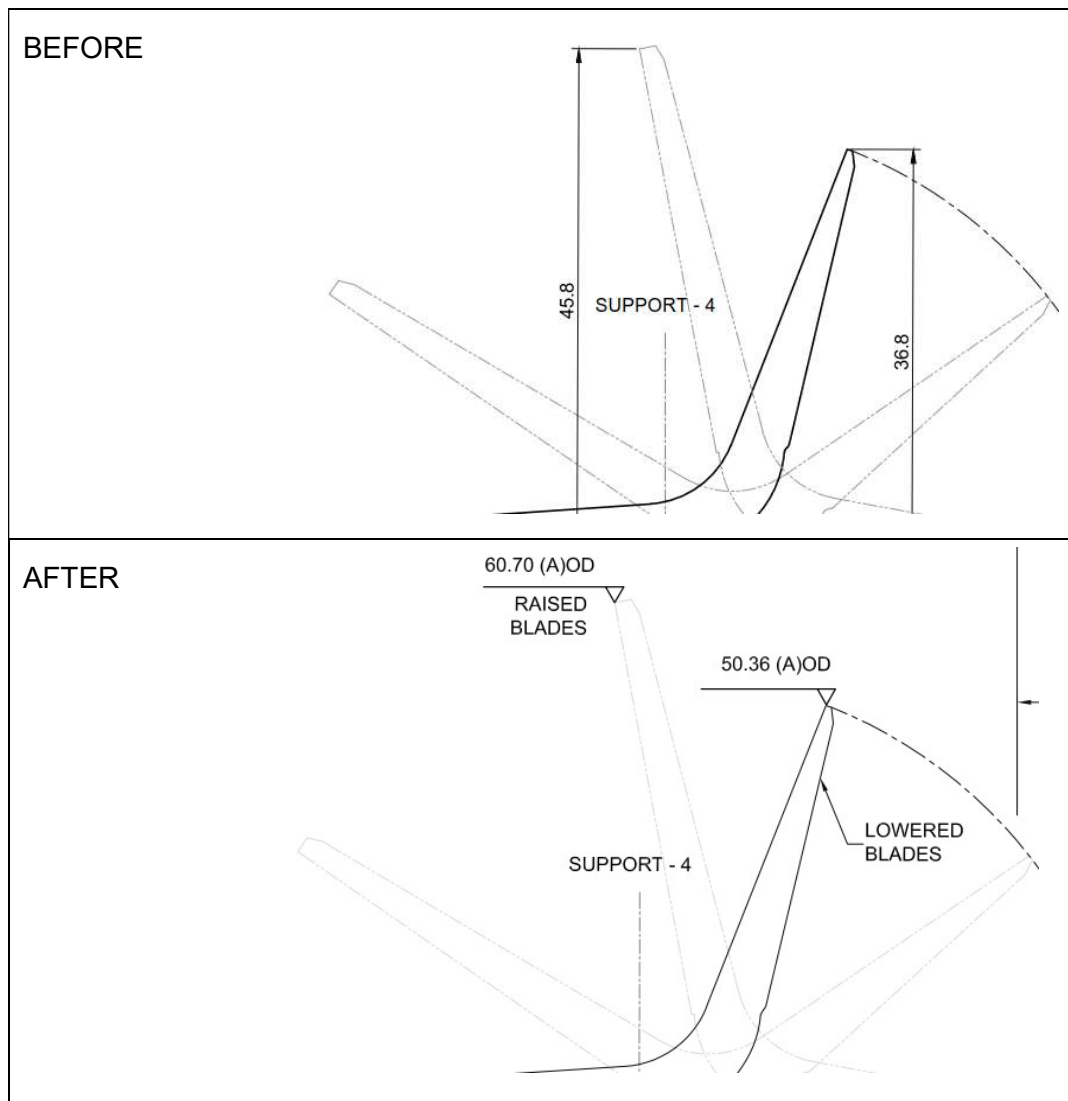 BEFORE
45.8
SUPPORT - 4
36.8
AFTER
60.70 (A)OD
RAISED
BLADES
50.36 (A)OD
LOWERED
BLADES
SUPPORT - 4